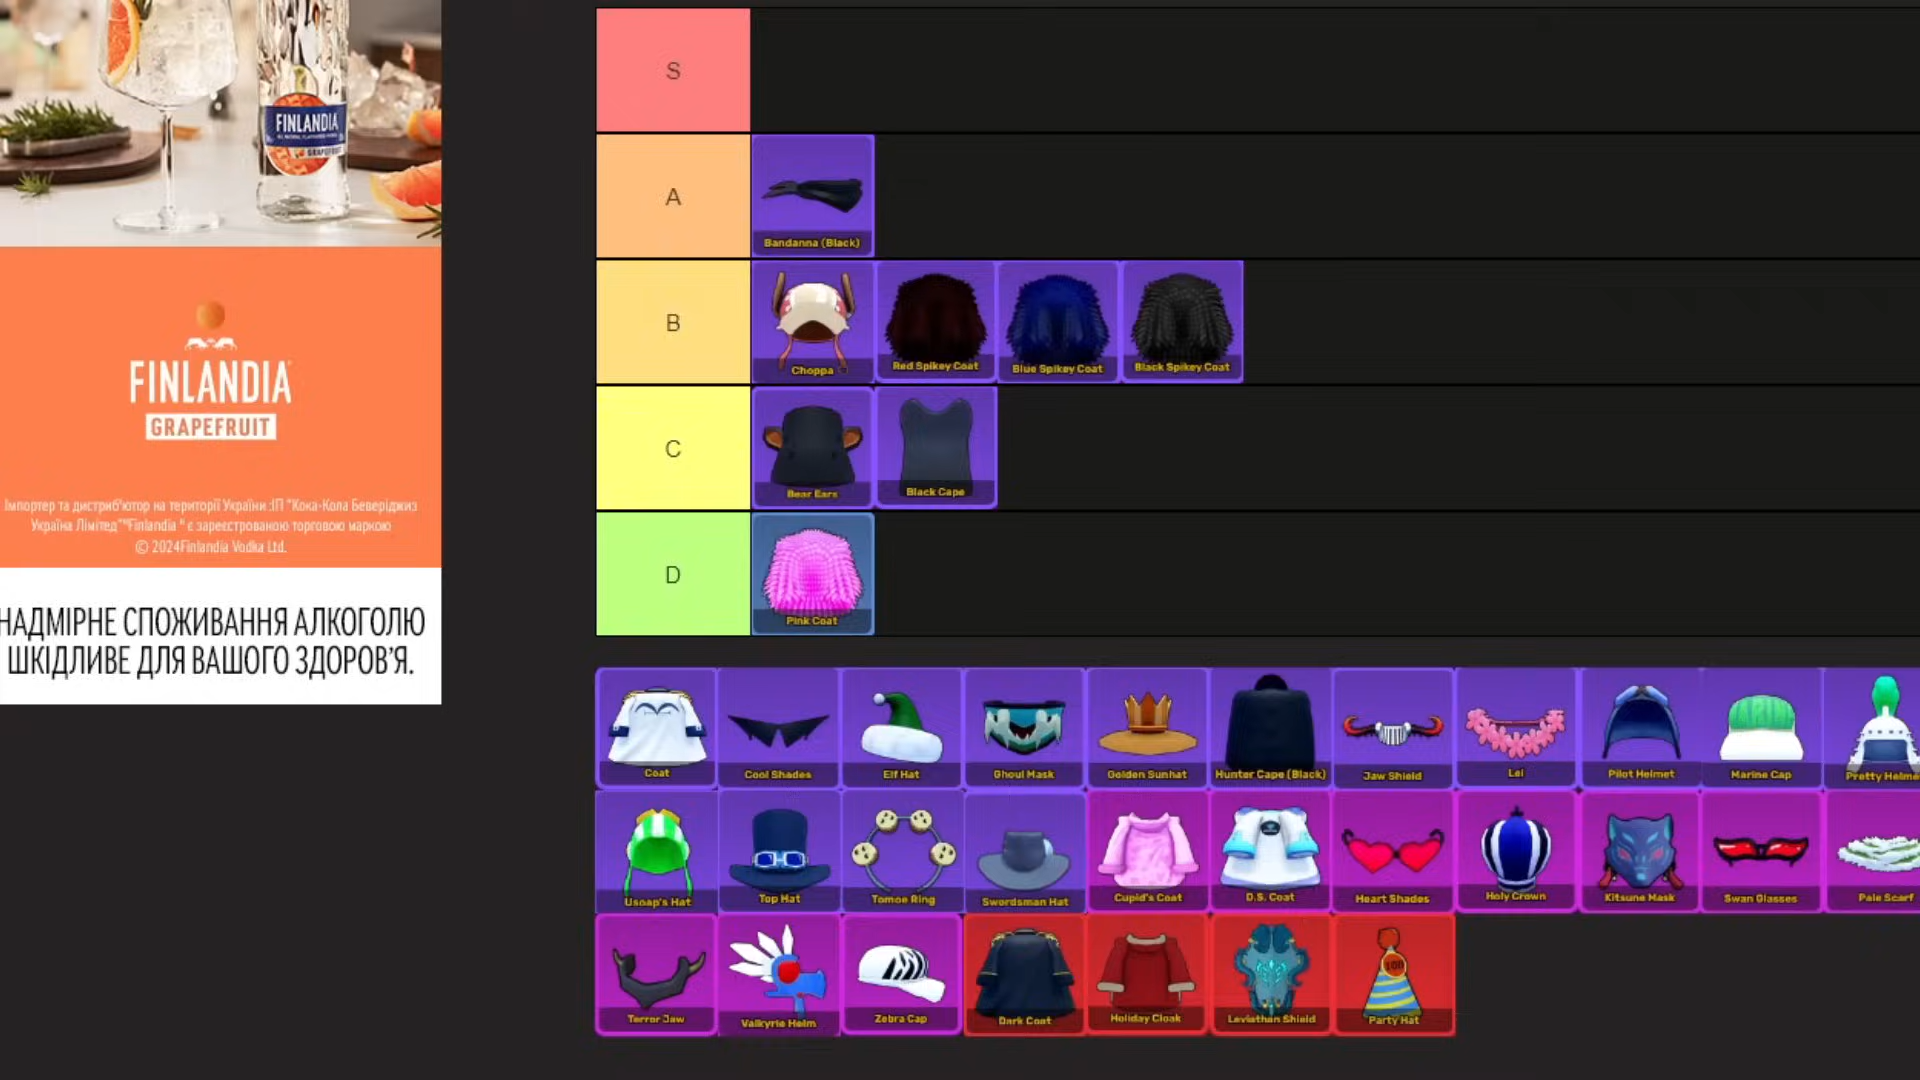 FINLANDIA
GRAPEFRUIT
FINLANDIA
GRAPEFRUIT
Імпортер та дистриб'ютор на території України :ІП "Кока-Кола Беверіджиз
Україна Лімітед""Finlandia " є зареєстрованою торговою маркою
© 2024Finlandia Vodka Ltd.
НАДМІРНЕ СПОЖИВАННЯ АЛКОГОЛЮ
ШКІДЛИВЕ ДЛЯ ВАШОГО ЗДОРОВ'Я.
S
A
Bandanna (Black)
B
Choppa
Red Spikey Coat
Blue Spikey Coat
Black Spikey Coat
C
Bear Ears
Black Cape
D
Pink Coat
Coat
Cool Shades
Elf Hat
Ghoul Mask
Golden Sunhat
Hunter Cape (Black)
Jaw Shield
Lei
Pilot Helmet
Marine Cap
Pretty Helme
Usoap's Hat
Top Hat
Tomoe Ring
Swordsman Hat
Cupid's Coat
D.S. Coat
Heart Shades
Holy Crown
Kitsune Mask
Swan Glasses
Pale Scarf
Terror Jaw
Valkyrie Helm
Zebra Cap
Dark Coat
Holiday Cloak
Leviathan Shield
Party Hat